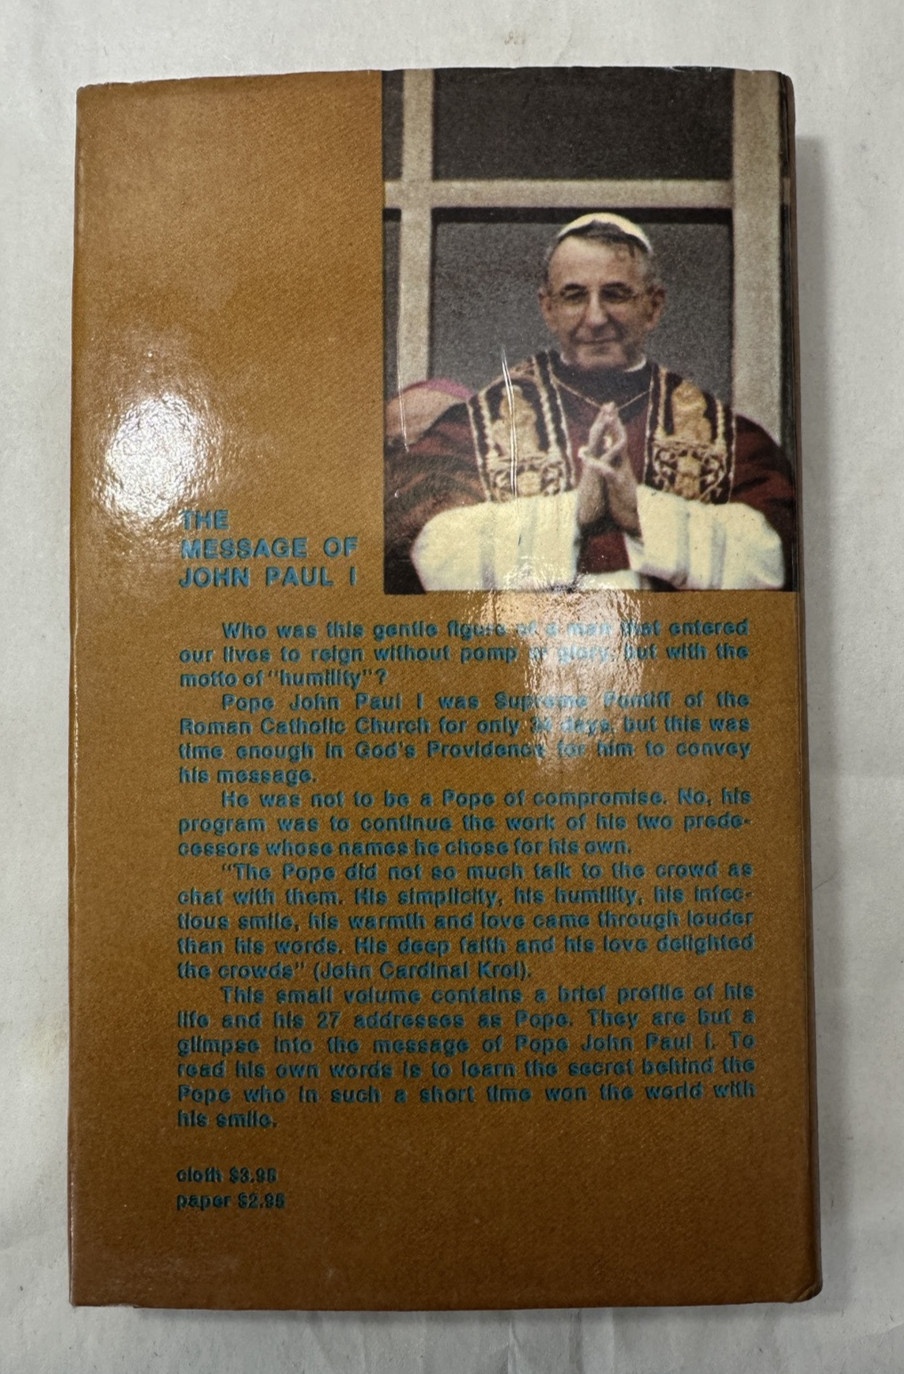 THE
MESSAGE OF
JOHN PAUL I
Who was this gentle figure of a man that entered
our lives to reign without pomp or glory, but with the
motto of "humility"?
Pope John Paul I was Supreme Pontiff of the
Roman Catholic Church for only days, but this was
time enough in God's Providence for him to convey
his message.
He was not to be a Pope of compromise. No, his
program was to continue the work of his two prede-
cessors whose names he chose for his own.
"The Pope did not so much talk to the crowd as
chat with them. His simplicity, his humility, his infec-
tious smile, his warmth and love came through louder
than his words. His deep faith and his love delighted
the crowds" (John Cardinal Krol).
This small volume contains a brief profile of his
life and his 27 addresses as Pope. They are but a
glimpse into the message of Pope John Paul I. To
read his own words is to learn the secret behind the
Pope who in such a short time won the world with
his smile.
cloth $3.95
paper $2.95